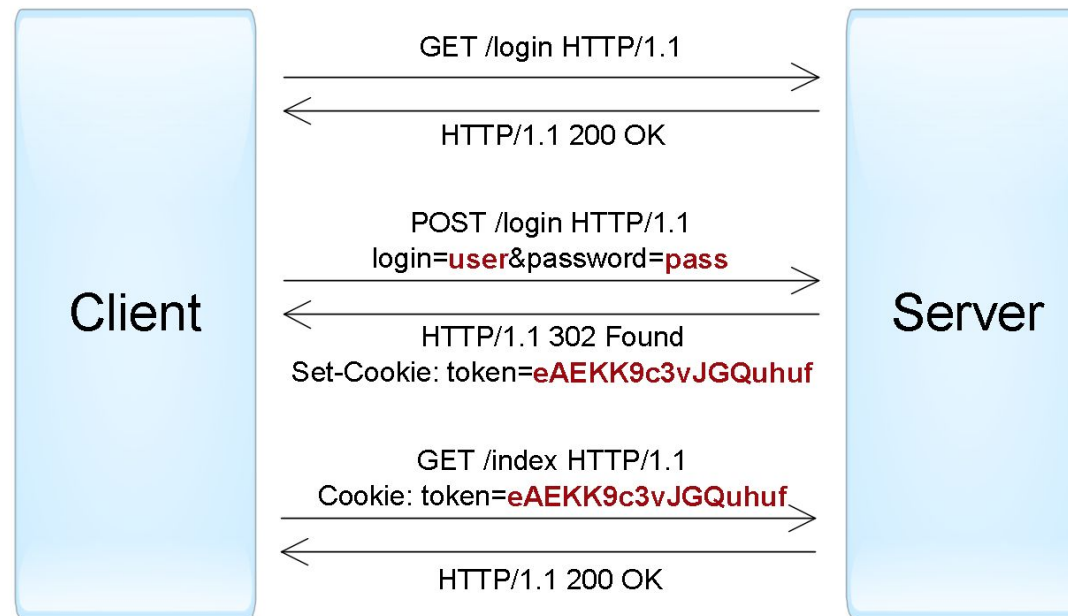 GET /login HTTP/1.1
HTTP/1.1 200 OK
POST /login HTTP/1.1
login=user&password=pass
Client
Server
HTTP/1.1 302 Found
Set-Cookie: token=eAEKK9c3vJGQuhuf
GET /index HTTP/1.1
Cookie: token=eAEKK9c3vJGQuhuf
HTTP/1.1 200 OK